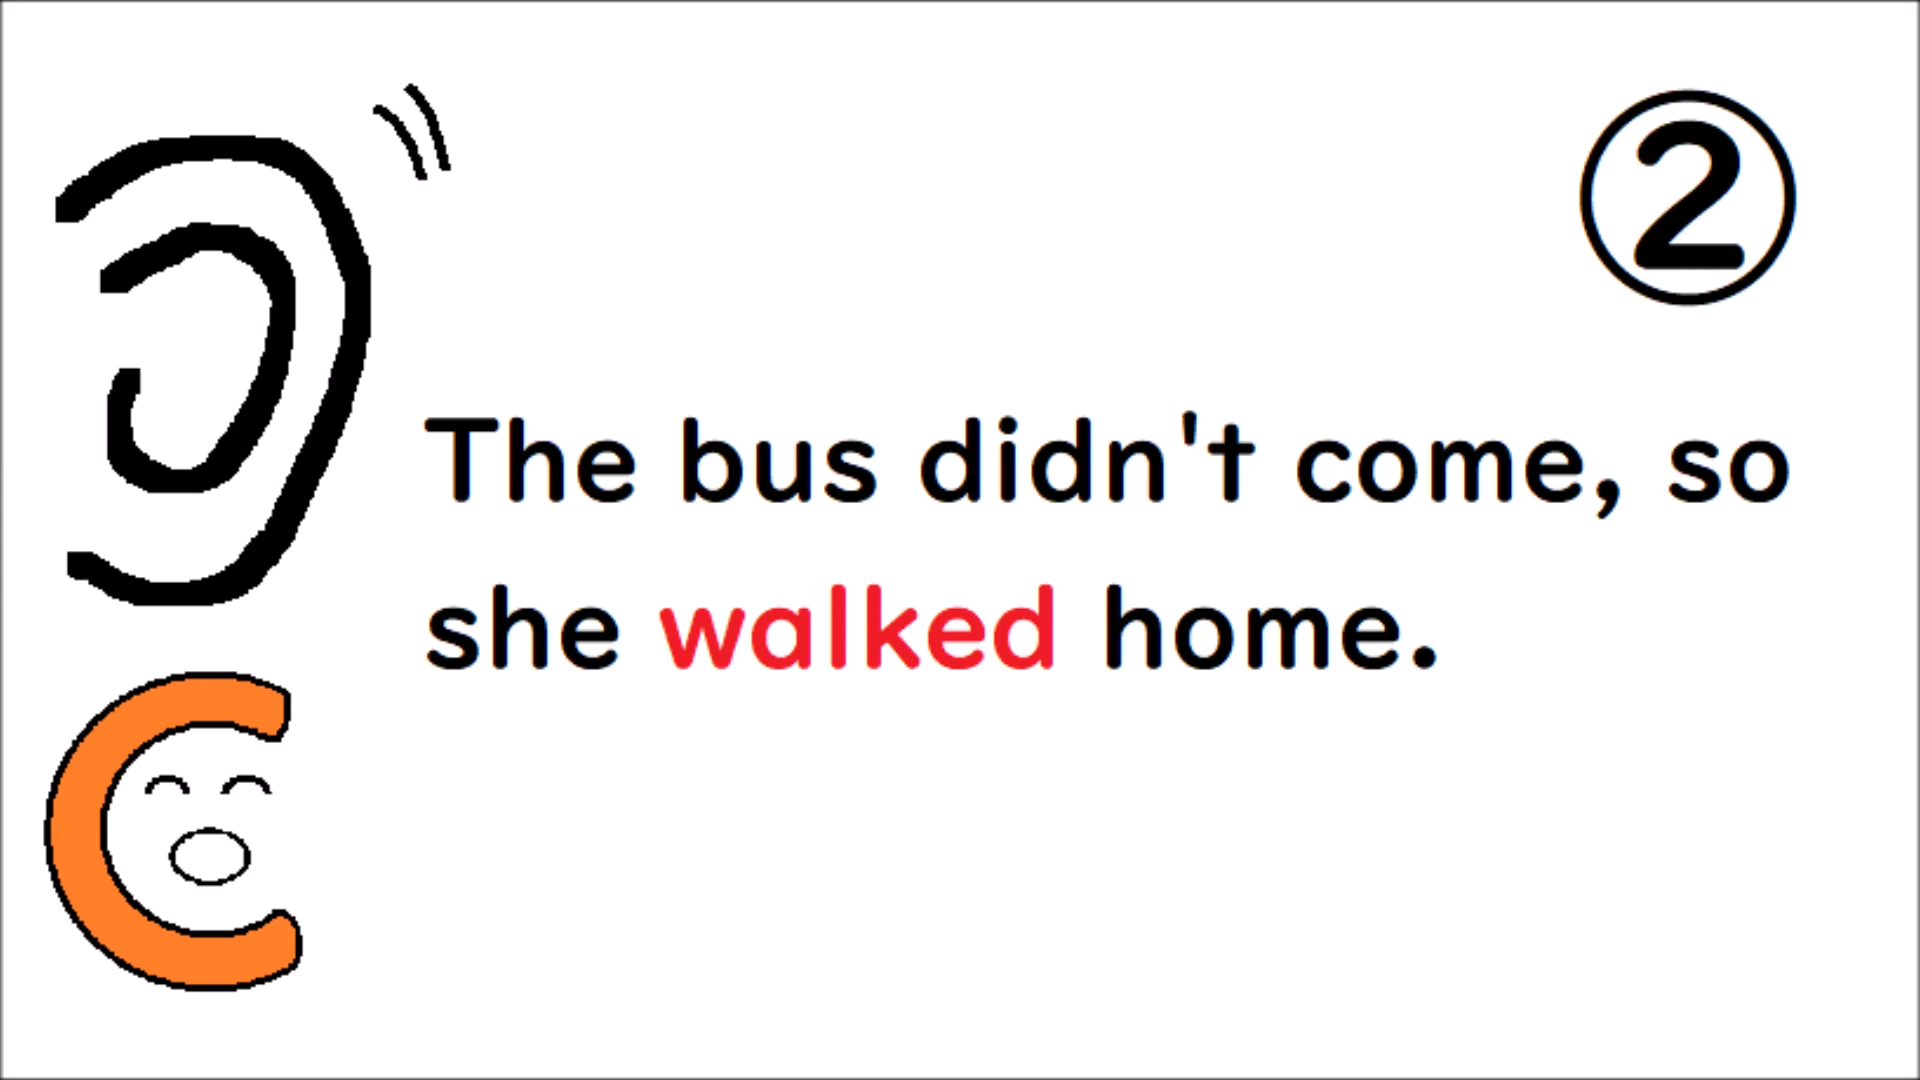 ②
The bus didn't come, so
she walked home.